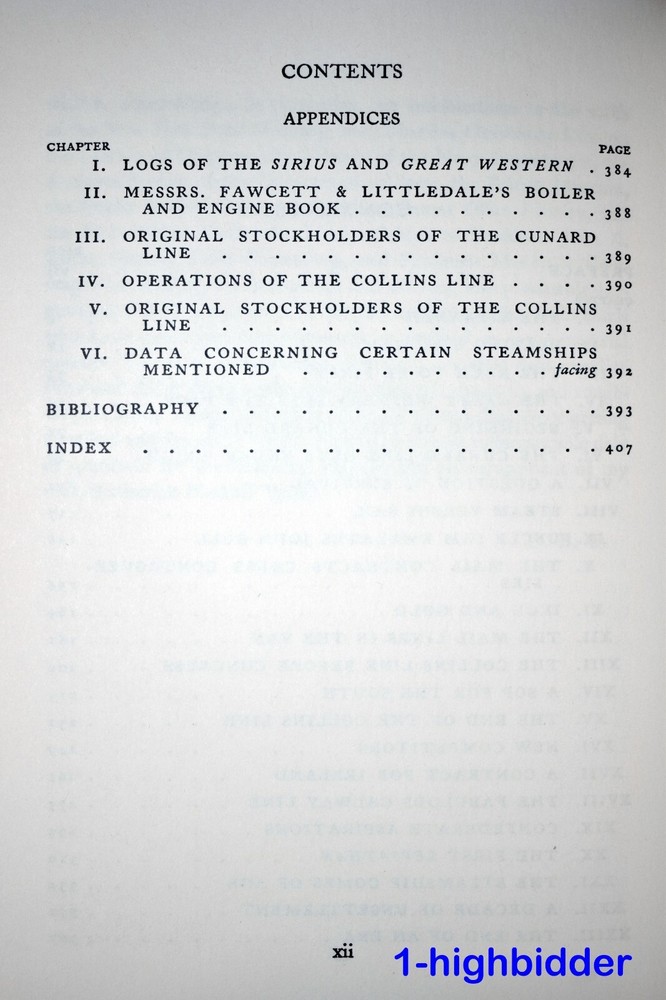 CONTENTS
APPENDICES
CHAPTER PAGE
I. LOGS OF THE SIRIUS AND GREAT WESTERN . 384
II. MESSRS. FAWCETT & LITTLEDALE'S BOILER
AND ENGINE BOOK . . . . . . . . . . 388
III. ORIGINAL STOCKHOLDERS OF THE CUNARD
LINE . . . . . . . . . . . . . . . . 389
IV. OPERATIONS OF THE COLLINS LINE . . . . 390
V. ORIGINAL STOCKHOLDERS OF THE COLLINS
LINE . . . . . . . . . . . . . . . . 391
VI. DATA CONCERNING CERTAIN STEAMSHIPS
MENTIONED . . . . . . . . . . facing 392
BIBLIOGRAPHY . . . . . . . . . . . . . . . 393
INDEX . . . . . . . . . . . . . . . . . . 407
xii
1-highbidder